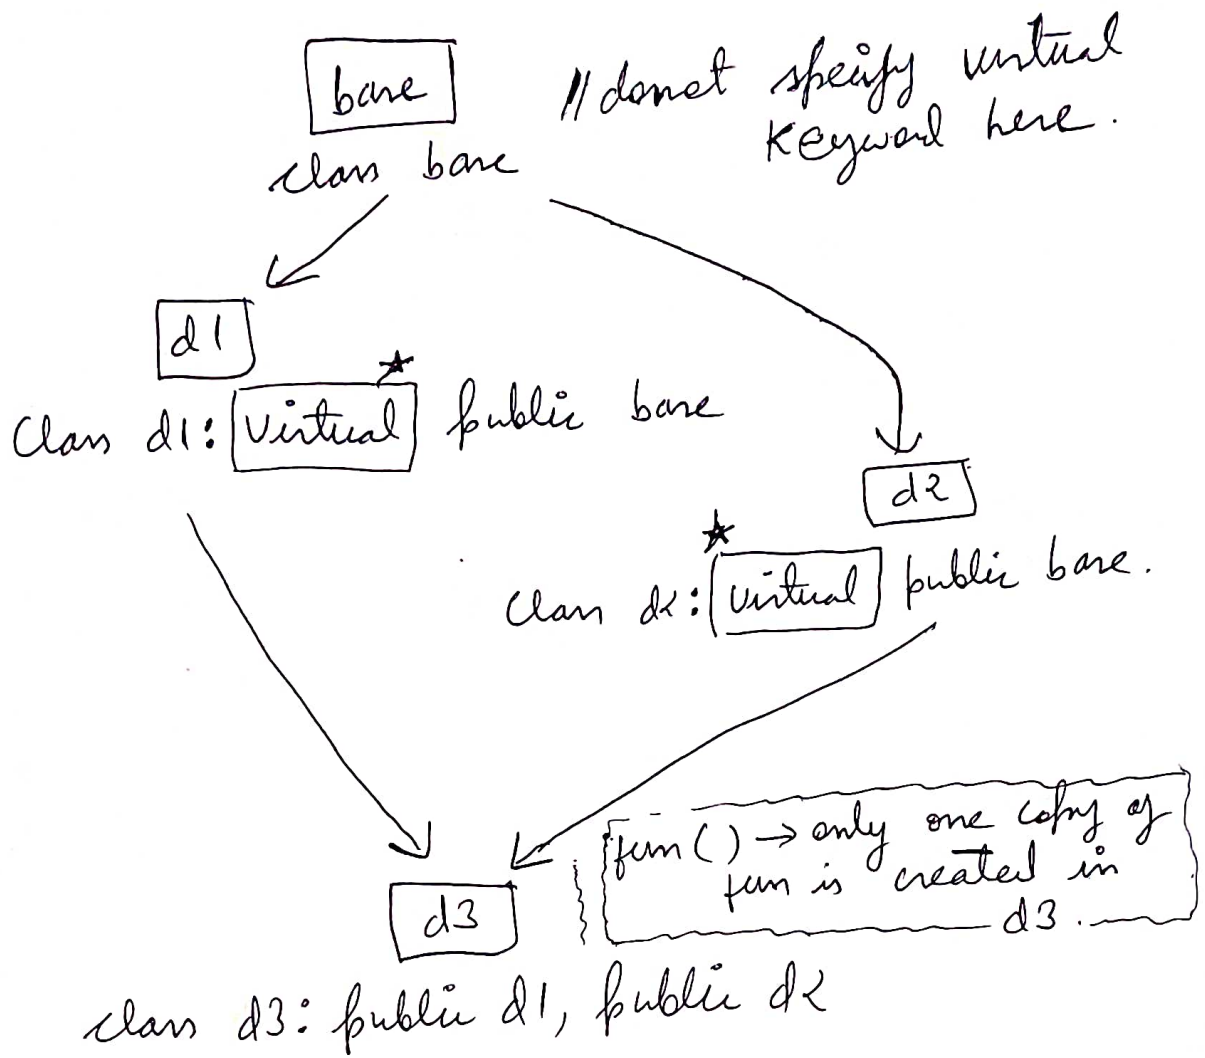 base
// donot specify virtual
keyword here.
class base
d1
class d1: virtual public base
d2
class d2: virtual public base.
fun() → only one copy of
fun is created in
d3.
d3
class d3: public d1, public d2